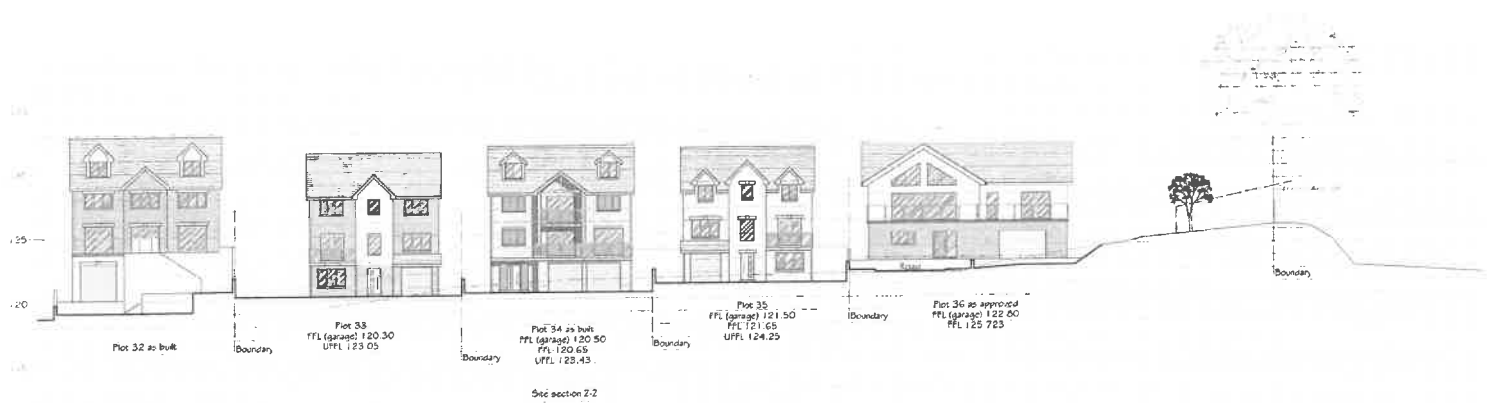 Plot 32 as built
Boundary
Plot 33
FFL (garage) 120.30
UFFL 123.05
Boundary
Plot 34 as built
FFL (garage) 120.50
FFL 120.65
UFFL 123.43
Boundary
Plot 35
FFL (garage) 121.50
FFL 121.65
UFFL 124.25
Boundary
Plot 36 as approved
FFL (garage) 122.80
FFL 125.723
Boundary
Site section 2-2